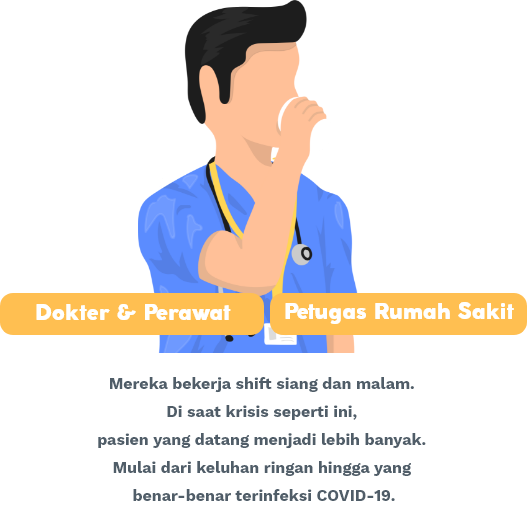 Dokter & Perawat
Petugas Rumah Sakit
Mereka bekerja shift siang dan malam.
Di saat krisis seperti ini,
pasien yang datang menjadi lebih banyak.
Mulai dari keluhan ringan hingga yang
benar-benar terinfeksi COVID-19.